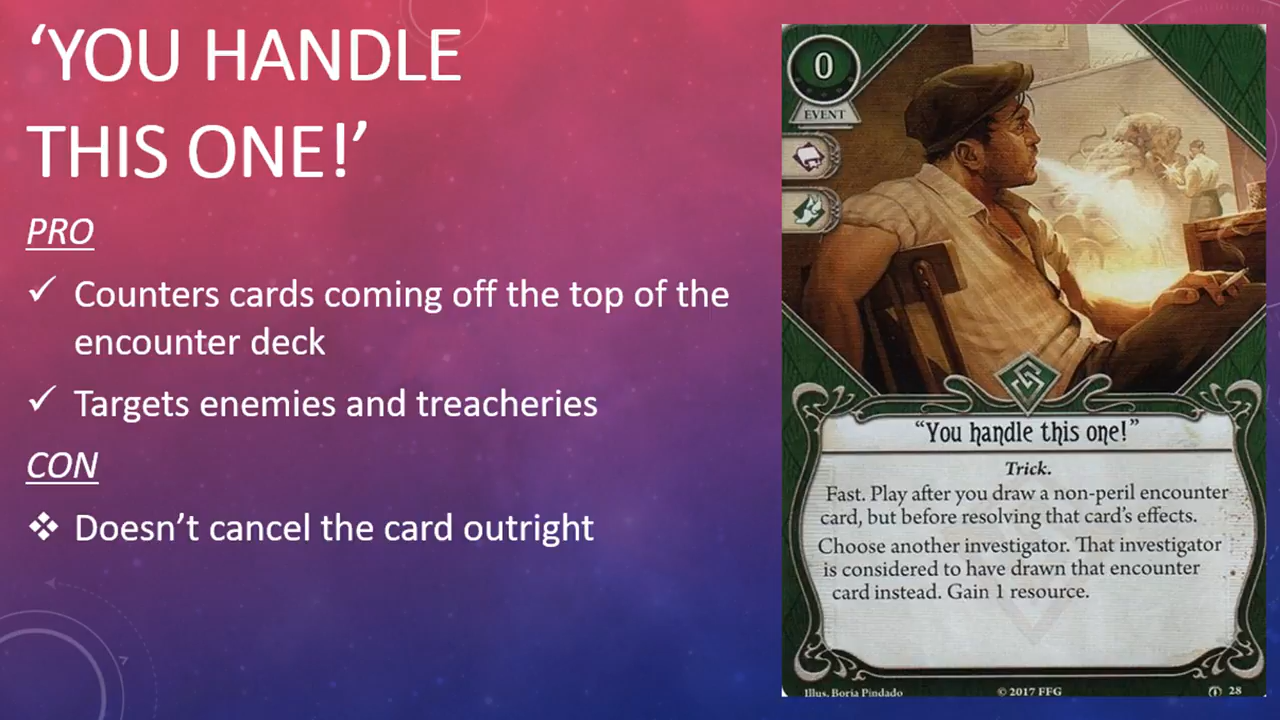 ‘YOU HANDLE
THIS ONE!’
PRO
✓ Counters cards coming off the top of the
encounter deck
✓ Targets enemies and treacheries
CON
❖ Doesn’t cancel the card outright
0
EVENT
“You handle this one!”
Trick.
Fast. Play after you draw a non-peril encounter
card, but before resolving that card’s effects.
Choose another investigator. That investigator
is considered to have drawn that encounter
card instead. Gain 1 resource.
Illus. Borja Pindado
© 2017 FFG
28